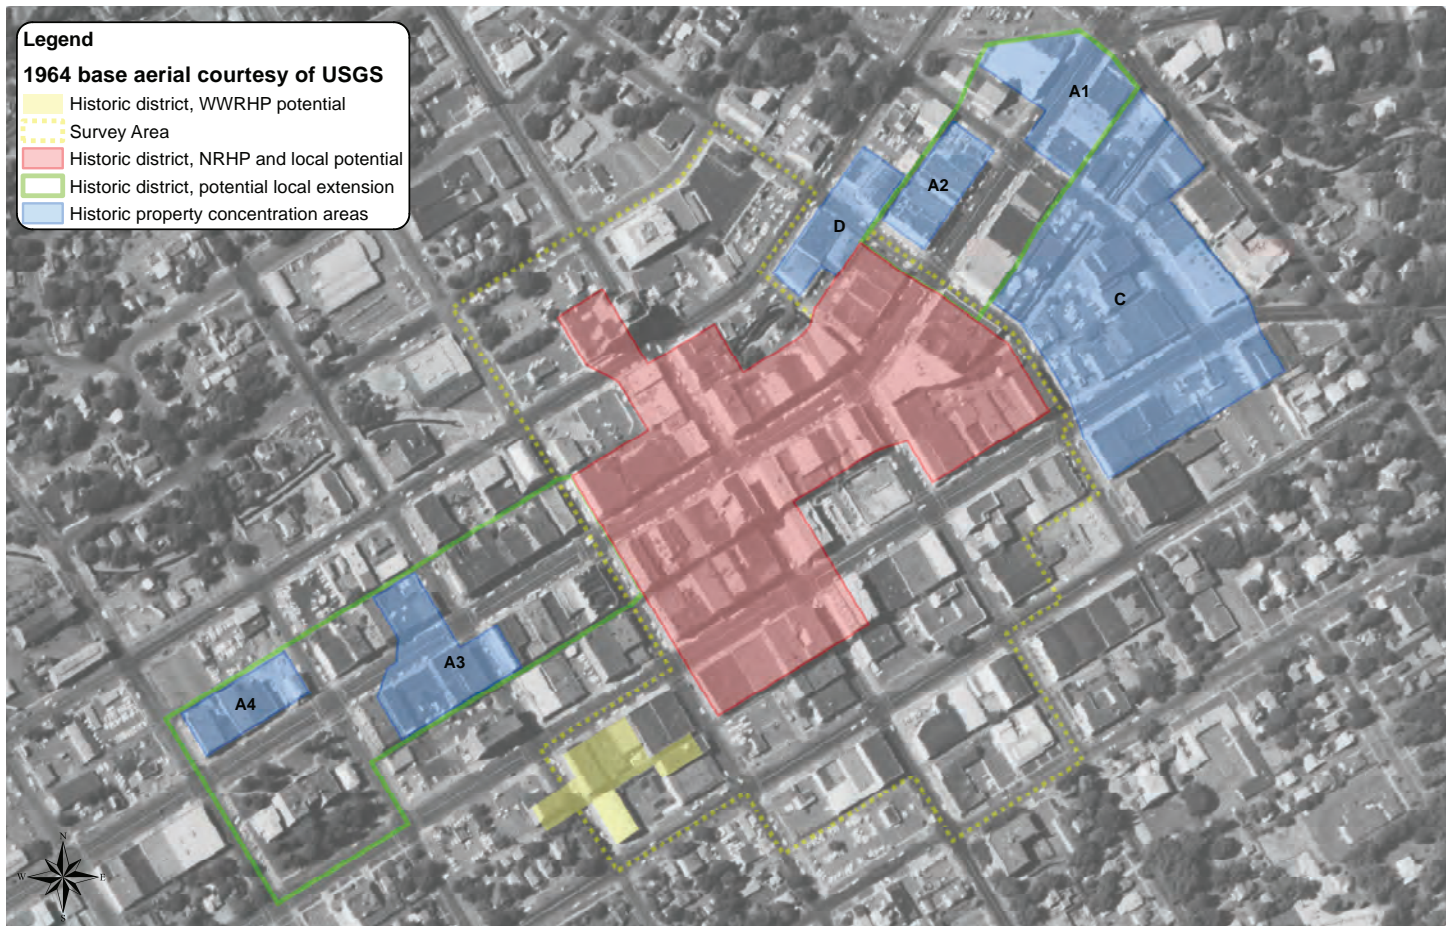 Legend
1964 base aerial courtesy of USGS
Historic district, WWRHP potential
Survey Area
Historic district, NRHP and local potential
Historic district, potential local extension
Historic property concentration areas
A1
A2
D
C
A3
A4
N
W
E
S